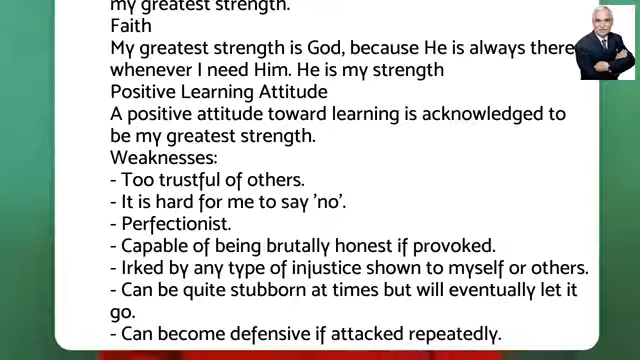 my greatest strength.
Faith
My greatest strength is God, because He is always there
whenever I need Him. He is my strength
Positive Learning Attitude
A positive attitude toward learning is acknowledged to
be my greatest strength.
Weaknesses:
- Too trustful of others.
- It is hard for me to say 'no'.
- Perfectionist.
- Capable of being brutally honest if provoked.
- Irked by any type of injustice shown to myself or others.
- Can be quite stubborn at times but will eventually let it
go.
- Can become defensive if attacked repeatedly.